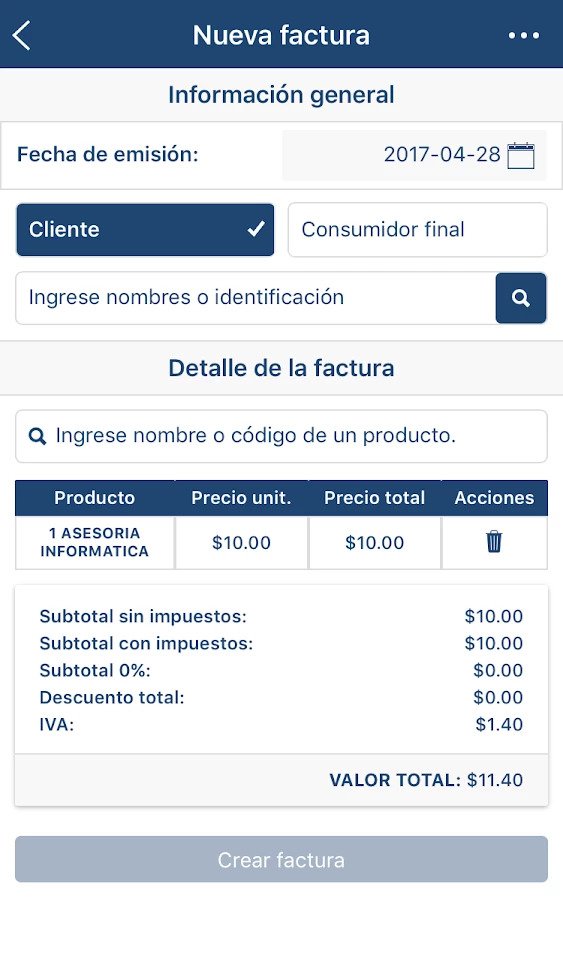 Nueva factura
Información general
Fecha de emisión: 2017-04-28
Cliente Consumidor final
Ingrese nombres o identificación
Detalle de la factura
Ingrese nombre o código de un producto.
Producto Precio unit. Precio total Acciones
1 ASESORIA
INFORMATICA $10.00 $10.00
Subtotal sin impuestos: $10.00
Subtotal con impuestos: $10.00
Subtotal 0%: $0.00
Descuento total: $0.00
IVA: $1.40
VALOR TOTAL: $11.40
Crear factura